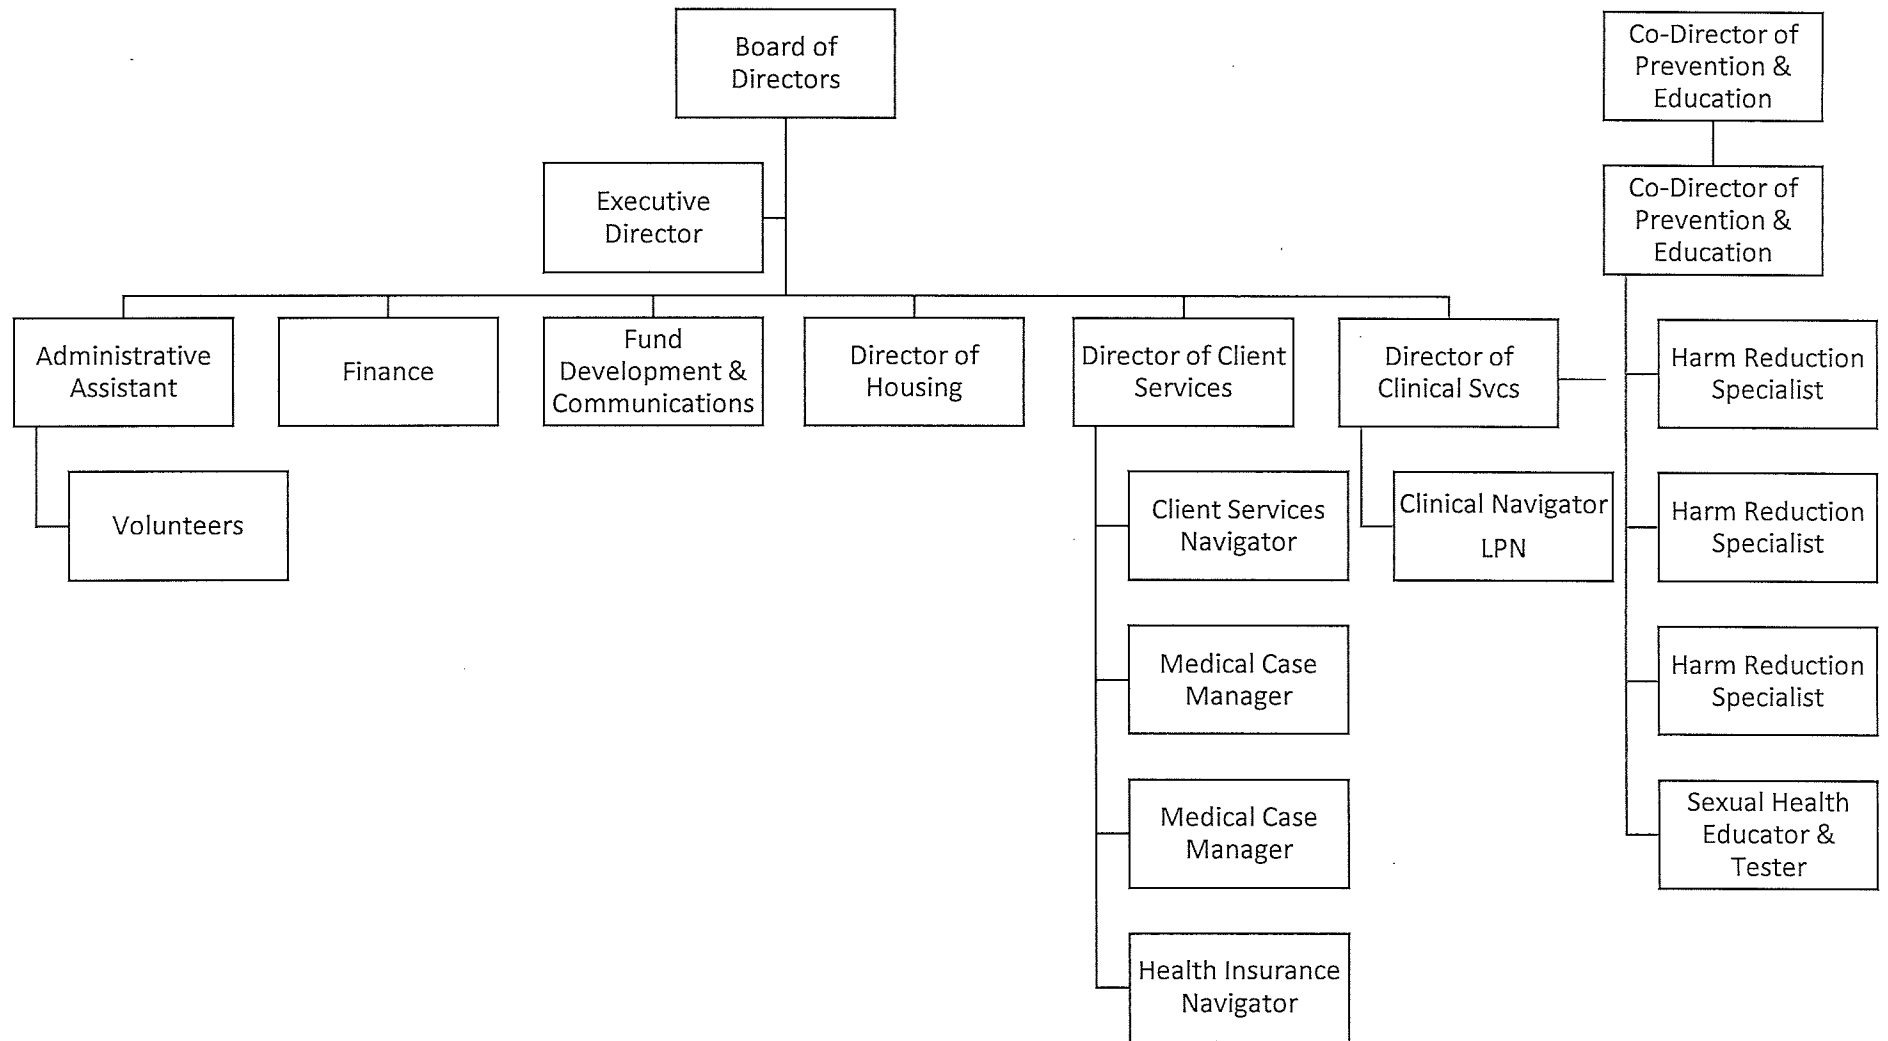 Board of
Directors
Co-Director of
Prevention &
Education
Executive
Director
Co-Director of
Prevention &
Education
Administrative
Assistant
Finance
Fund
Development &
Communications
Director of
Housing
Director of Client
Services
Director of
Clinical Svcs
Harm Reduction
Specialist
Volunteers
Client Services
Navigator
Clinical Navigator
LPN
Harm Reduction
Specialist
Medical Case
Manager
Harm Reduction
Specialist
Medical Case
Manager
Sexual Health
Educator &
Tester
Health Insurance
Navigator